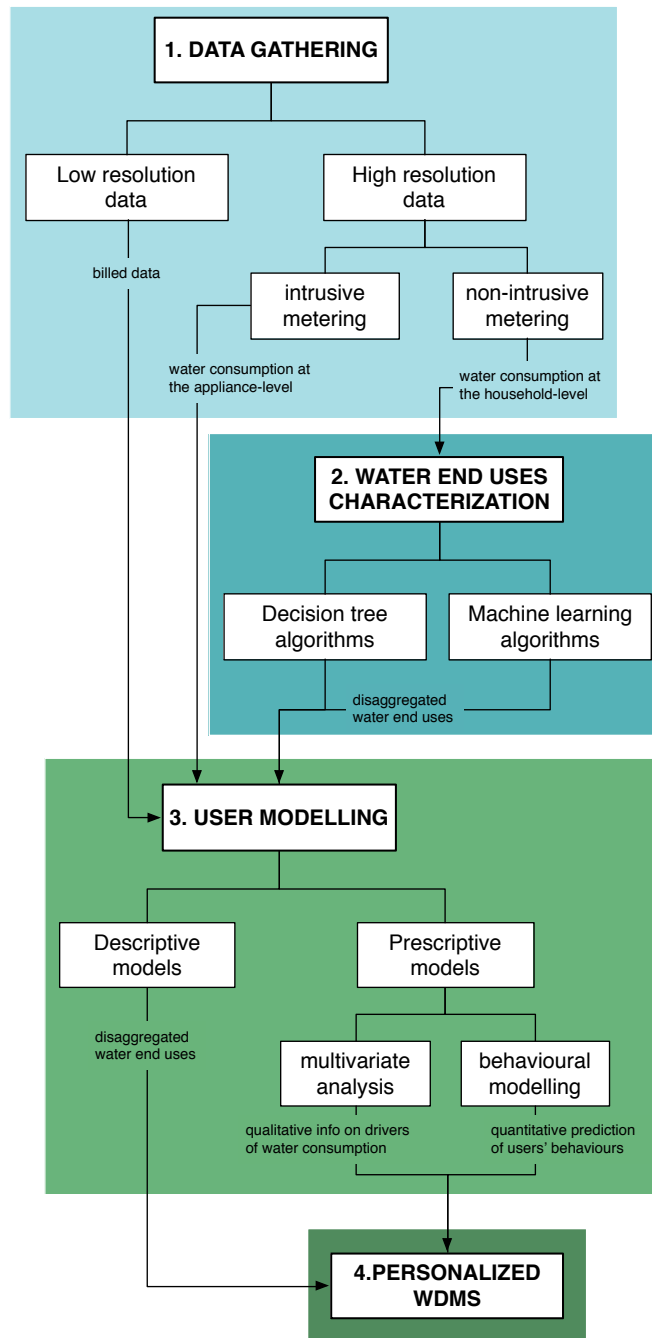 1. DATA GATHERING
Low resolution
data
High resolution
data
billed data
intrusive
metering
non-intrusive
metering
water consumption at
the appliance-level
water consumption at
the household-level
2. WATER END USES
CHARACTERIZATION
Decision tree
algorithms
Machine learning
algorithms
disaggregated
water end uses
3. USER MODELLING
Descriptive
models
Prescriptive
models
disaggregated
water end uses
multivariate
analysis
behavioural
modelling
qualitative info on drivers
of water consumption
quantitative prediction
of users' behaviours
4.PERSONALIZED
WDMS